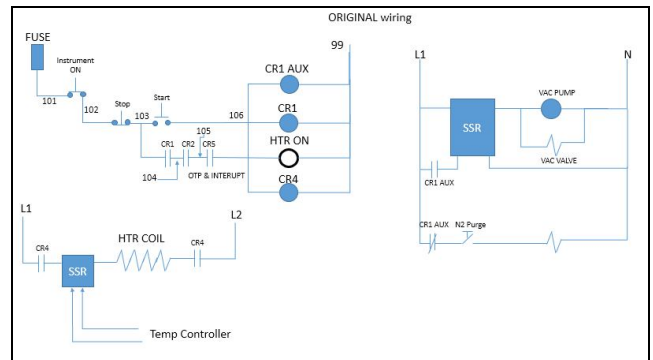 ORIGINAL wiring
FUSE
Instrument
ON
101
102
Stop
103
Start
106
99
CR1 AUX
CR1
HTR ON
CR4
105
CR1 CR2 CR5
104
OTP & INTERUPT
L1
CR4
SSR
HTR COIL
CR4
L2
Temp Controller
L1
N
SSR
VAC PUMP
VAC VALVE
CR1 AUX
CR1 AUX N2 Purge